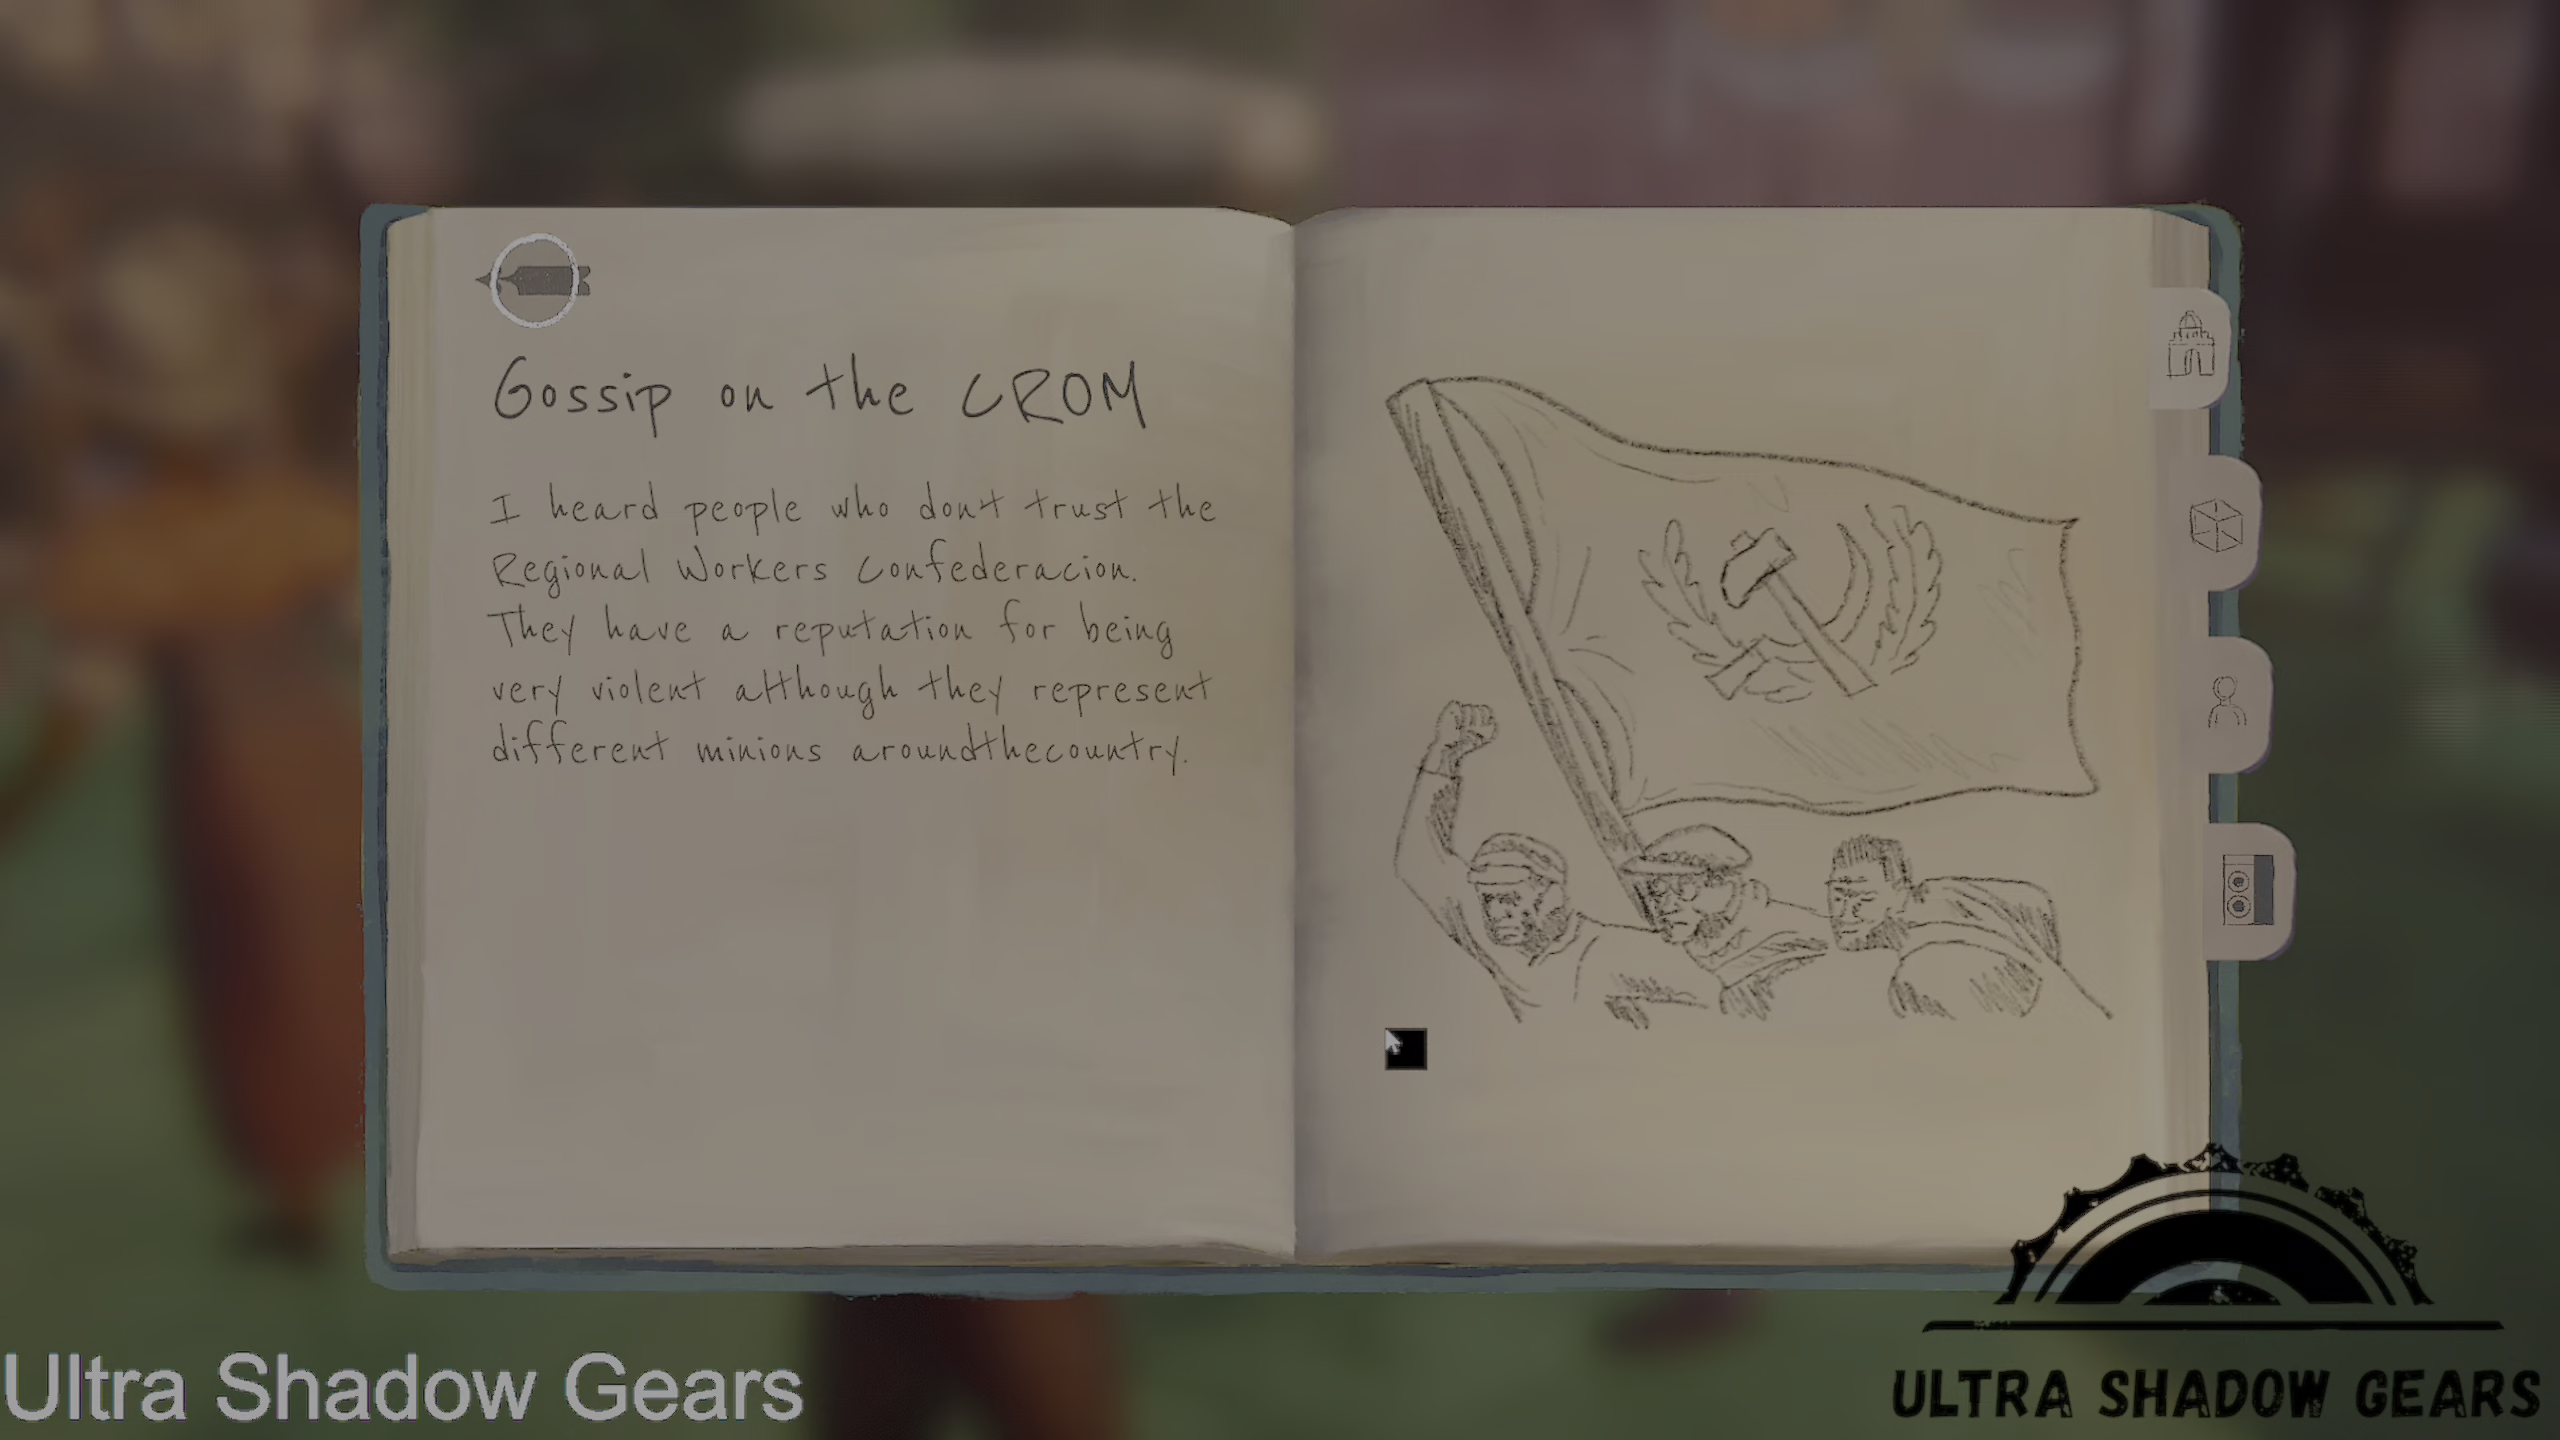 Gossip on the CROM
I heard people who don't trust the
Regional Workers Confederacion.
They have a reputation for being
very violent although they represent
different minions aroundthecountry.
Ultra Shadow Gears
ULTRA SHADOW GEARS